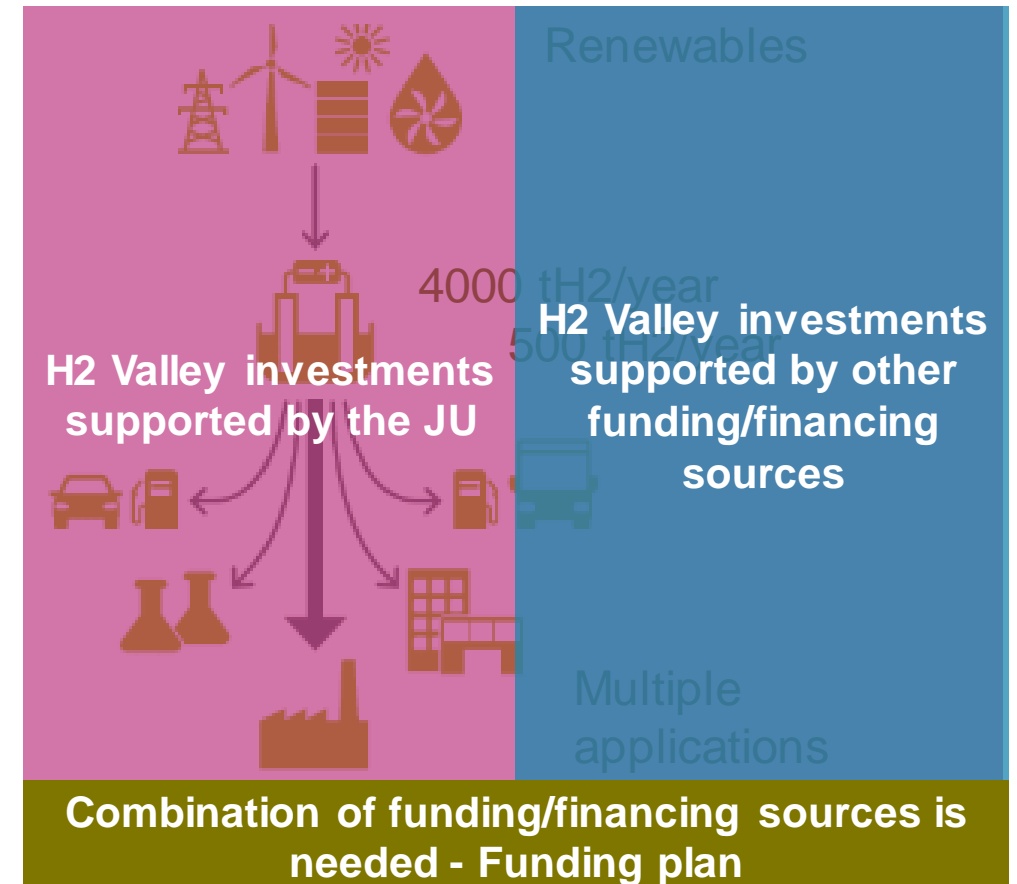 Renewables
4000 tH2/year
500 tH2/year
H2 Valley investments
supported by the JU
H2 Valley investments
supported by other
funding/financing
sources
Multiple
applications
Combination of funding/financing sources is
needed - Funding plan